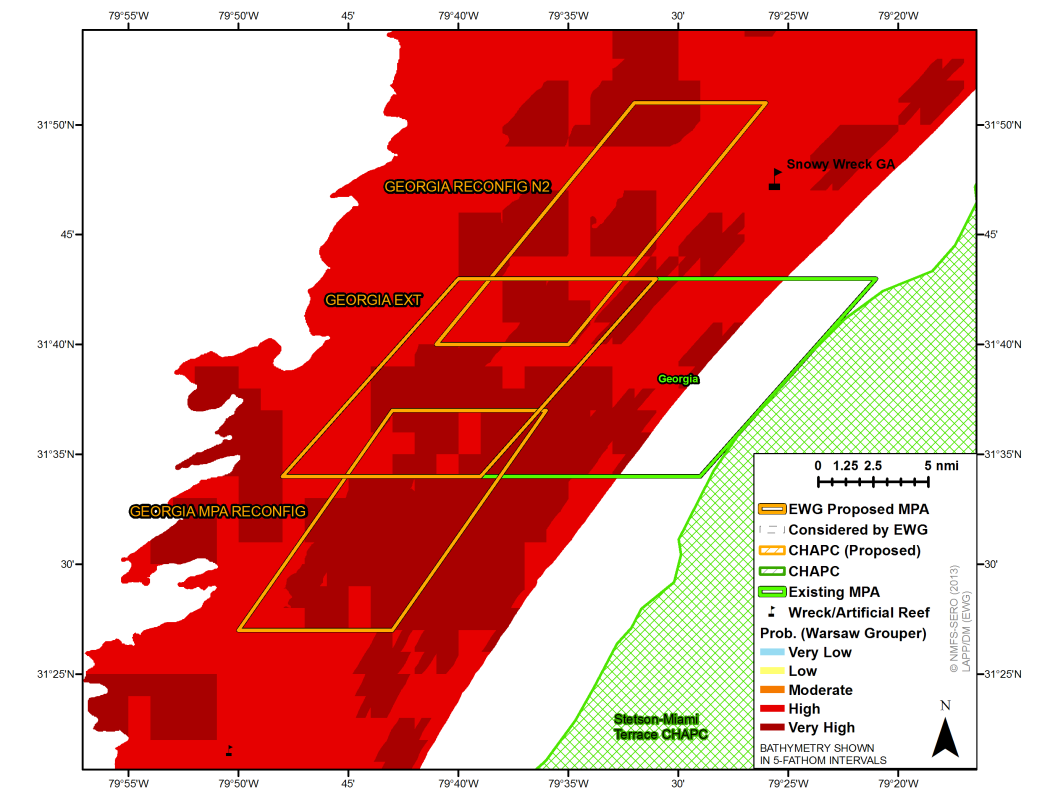 79°55'W 79°50'W 45' 79°40'W 79°35'W 30' 79°25'W 79°20'W
31°50'N 31°50'N
Snowy Wreck GA
GEORGIA RECONFIG N2
45' 45'
GEORGIA EXT
31°40'N 31°40'N
Georgia
31°35'N 31°35'N
0 1.25 2.5 5 nmi
GEORGIA MPA RECONFIG
EWG Proposed MPA
Considered by EWG
CHAPC (Proposed)
30' 30'
CHAPC
Existing MPA
Wreck/Artificial Reef
Prob. (Warsaw Grouper)
Very Low
Low
Moderate
High
Very High
BATHYMETRY SHOWN
IN 5-FATHOM INTERVALS
© NMFS-SERO (2013)
LAPP/DM (EWG)
N
31°25'N 31°25'N
Stetson-Miami
Terrace CHAPC
79°55'W 79°50'W 45' 79°40'W 79°35'W 30' 79°25'W 79°20'W